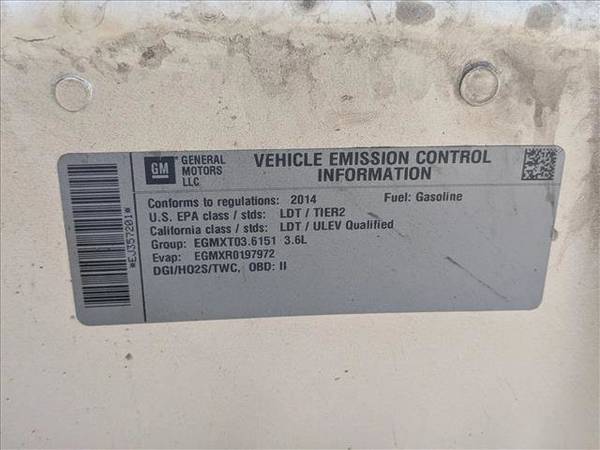 GM
GENERAL MOTORS LLC
VEHICLE EMISSION CONTROL INFORMATION
Conforms to regulations: 2014 Fuel: Gasoline
U.S. EPA class / stds: LDT / TIER2
California class / stds: LDT / ULEV Qualified
Group: EGMXT03.6151 3.6L
Evap: EGMXR0197972
DGI/HO2S/TWC, OBD: II
*EJ357201*